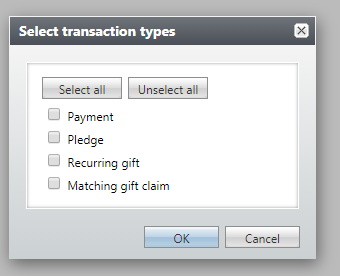 Select transaction types
Select all Unselect all
Payment
Pledge
Recurring gift
Matching gift claim
OK Cancel